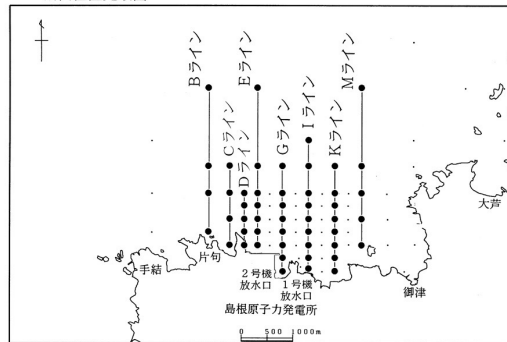 Bライン
Cライン
Dライン
Eライン
Gライン
Iライン
Kライン
Mライン
大芦
片句
手結
2号機
放水口
1号機
放水口
御津
島根原子力発電所
0 500 1000m